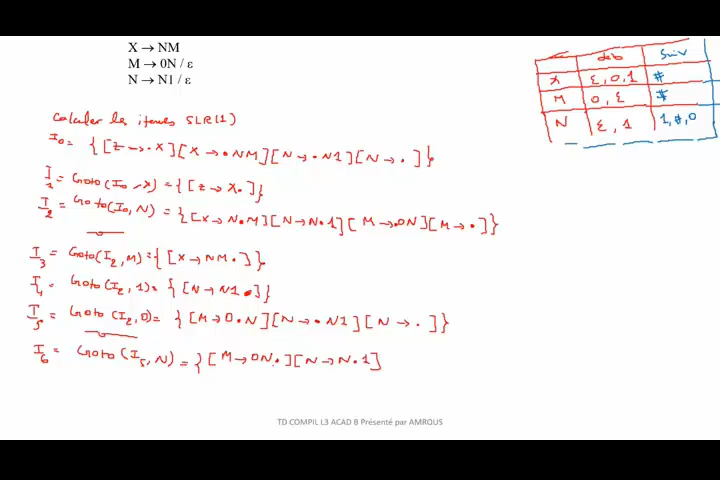 X → NM
M → 0N / ε
N → N1 / ε
deb Suiv
X ε, 0, 1 #
M 0, ε #
N ε, 1 1, #, 0
Calculer les items SLR(1)
I0 = { [Z → . X] [X → . NM] [N → . N1] [N → . ] }
I1 = Goto(I0, X) = { [Z → X.] }
I2 = Goto(I0, N) = { [X → N.M] [N → N.1] [M → .0N] [M → .] }
I3 = Goto(I2, M) = { [X → NM .] }
I4 = Goto(I2, 1) = { [N → N1 .] }
I5 = Goto(I2, 0) = { [M → 0.N] [N → . N1] [N → . ] }
I6 = Goto(I5, N) = { [M → 0N.] [N → N.1]
TD COMPIL L3 ACAD B Présenté par AMROUS